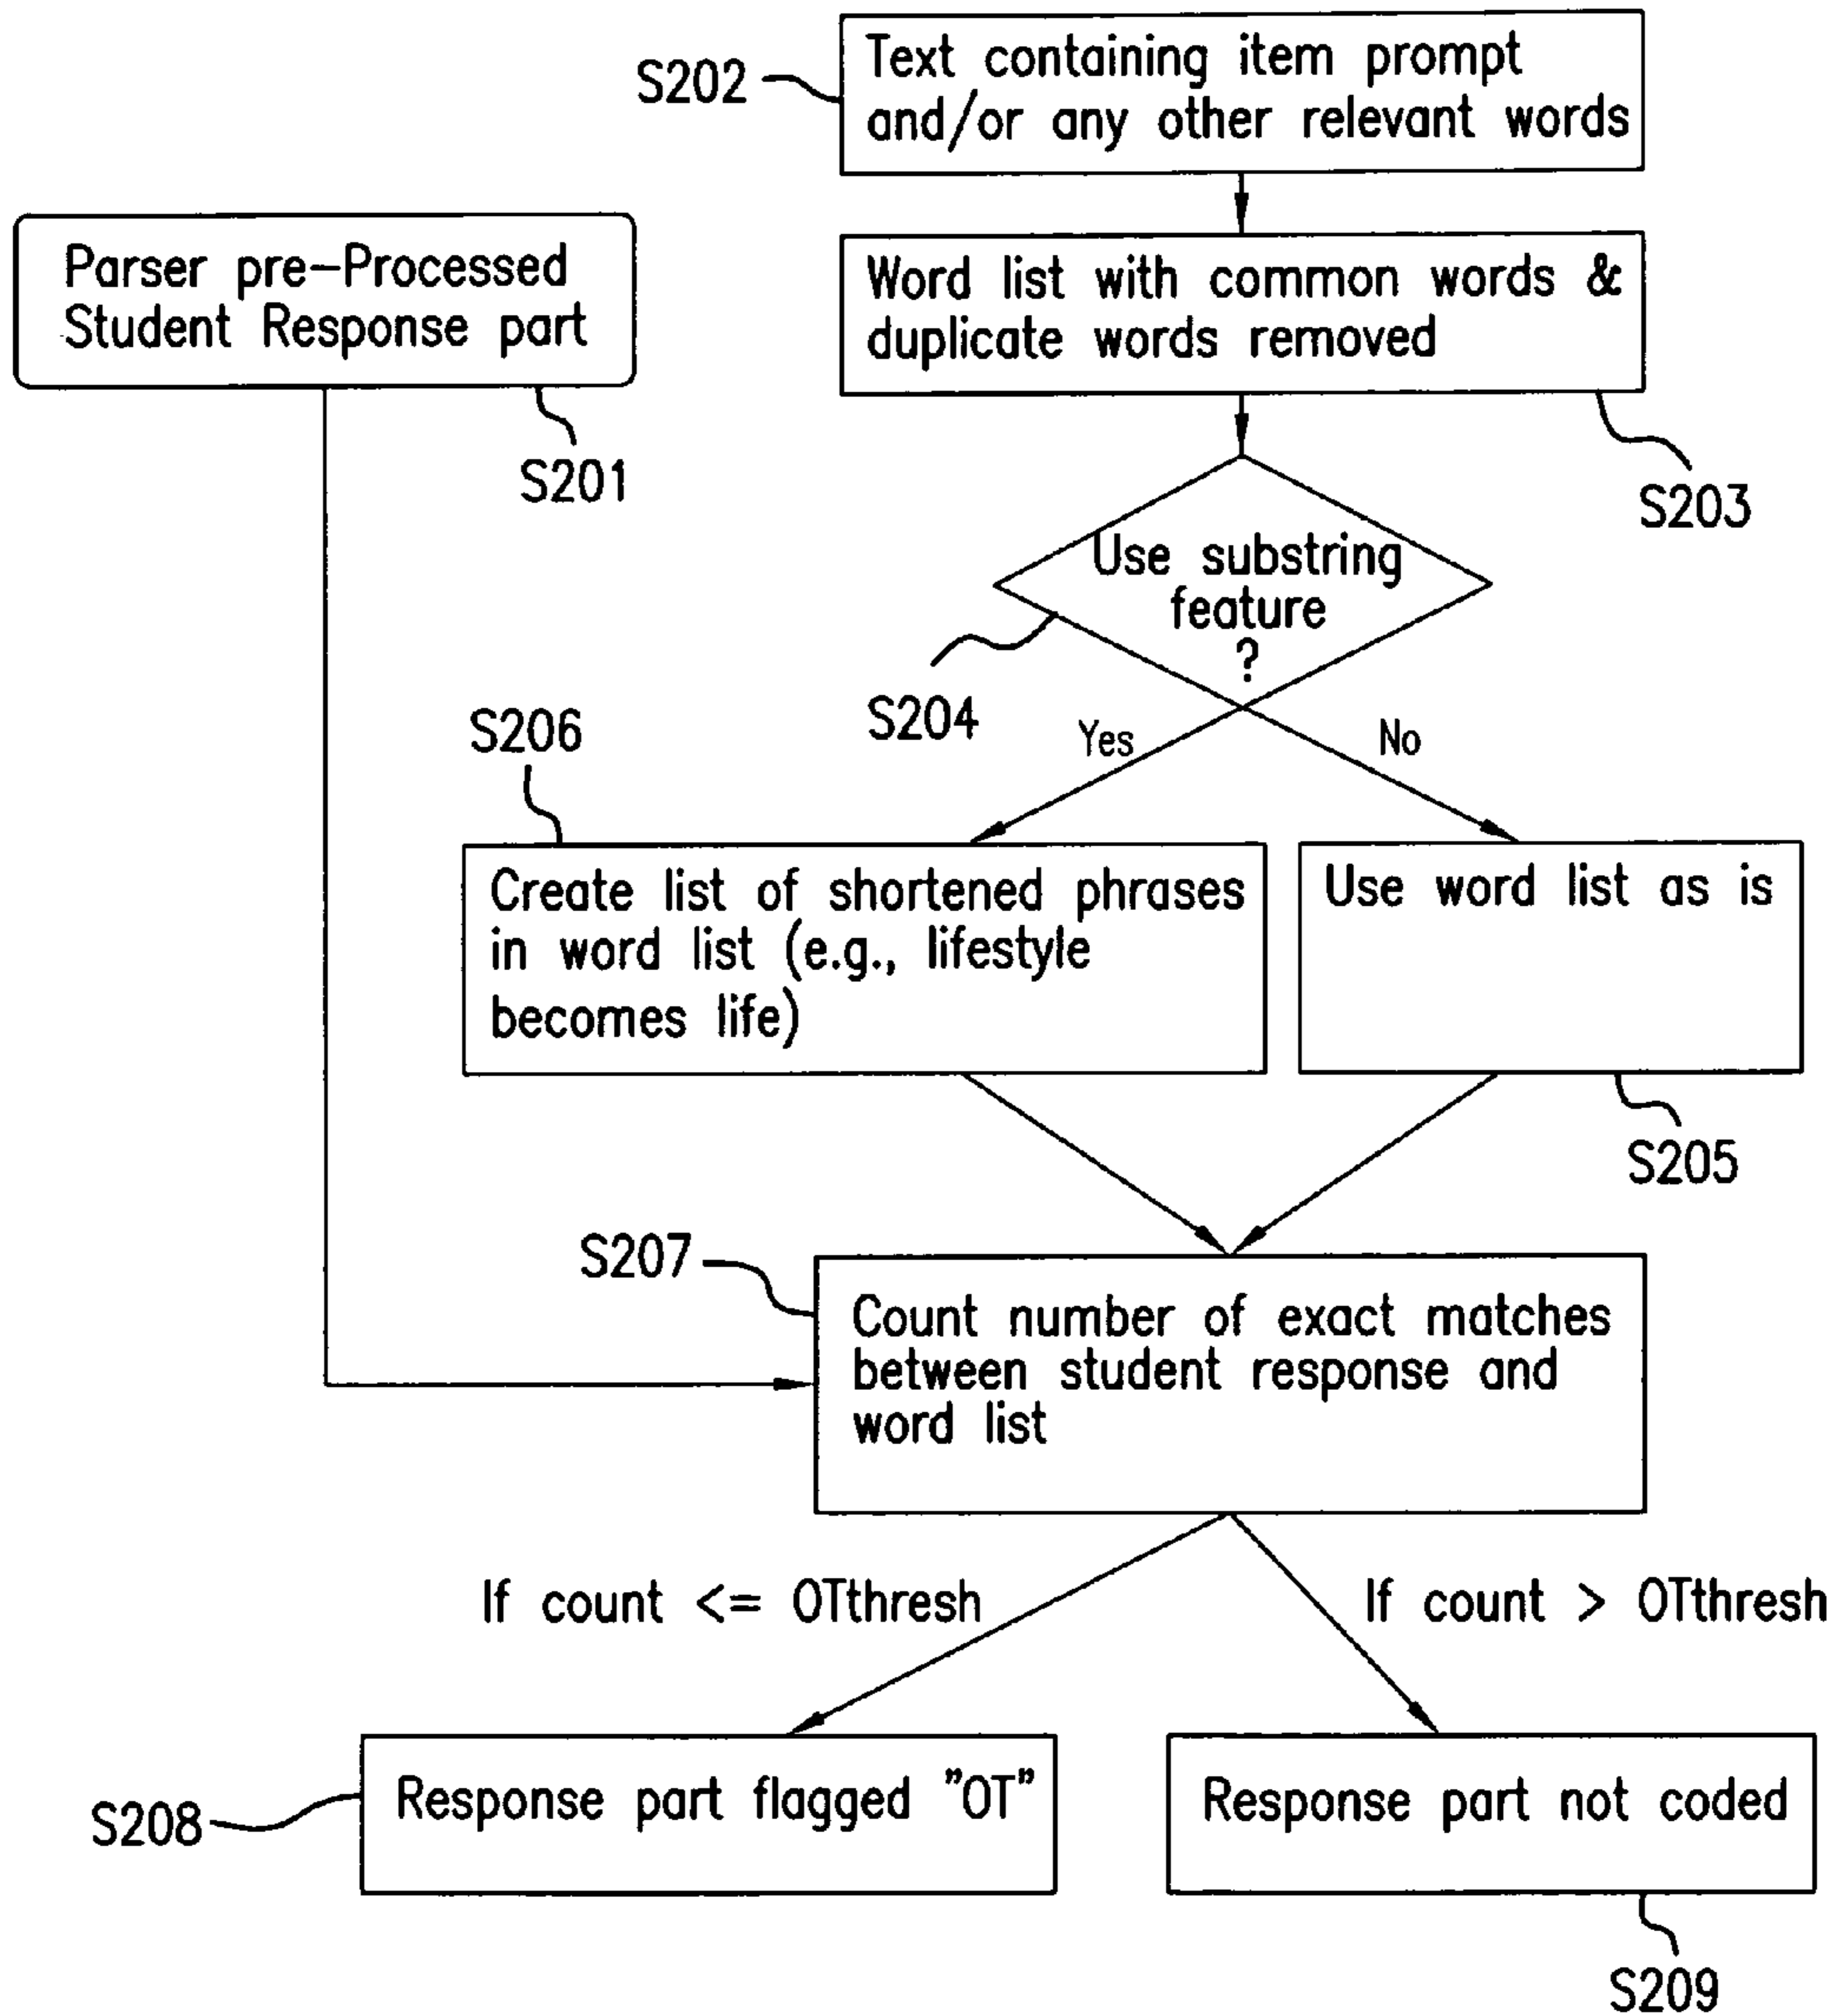 S202
Text containing item prompt
and/or any other relevant words
Parser pre-Processed
Student Response part
S201
Word list with common words &
duplicate words removed
S203
Use substring
feature
?
S204
Yes
No
S206
Create list of shortened phrases
in word list (e.g., lifestyle
becomes life)
Use word list as is
S205
S207
Count number of exact matches
between student response and
word list
If count <= OTthresh
If count > OTthresh
S208
Response part flagged "OT"
Response part not coded
S209